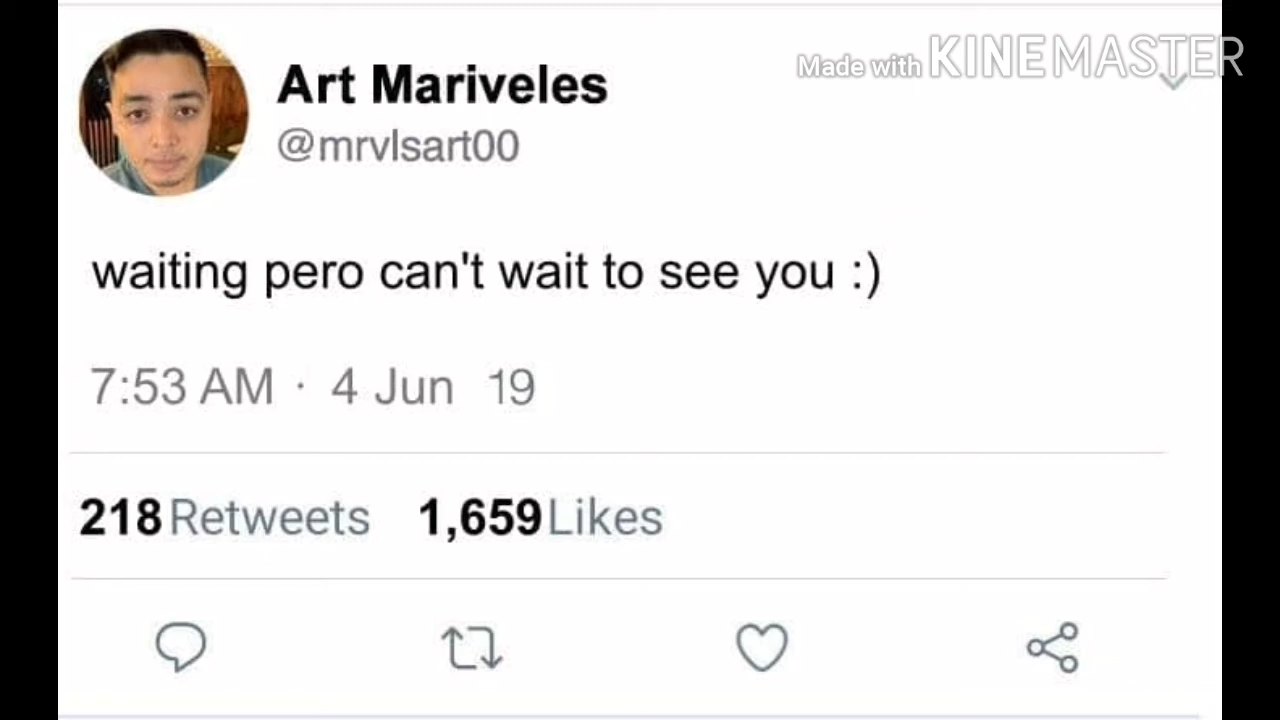 Made with KINEMASTER
Art Mariveles
@mrvlsart00
waiting pero can't wait to see you :)
7:53 AM · 4 Jun 19
218 Retweets 1,659 Likes